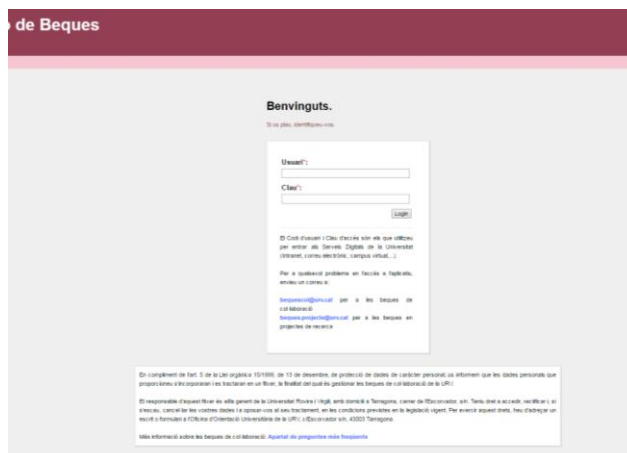 de Beques
Benvinguts.
Si us plau, identifiqueu-vos.
Usuari*:
Clau*:
Login
El Codi d'usuari i Clau d'accés són els que utilitzeu
per entrar als Serveis Digitals de la Universitat
(Intranet, correu electrònic, campus virtual,...)
Per a qualsevol problema en l'accés a l'aplicatiu,
envieu un correu a:
bequescol@urv.cat per a les beques de
col·laboració
beques.projecte@urv.cat per a les beques en
projectes de recerca
En compliment de l'art. 5 de la Llei orgànica 15/1999, de 13 de desembre, de protecció de dades de caràcter personal, us informem que les dades personals que
proporcioneu s'incorporaran i es tractaran en un fitxer, la finalitat del qual és gestionar les beques de col·laboració de la URV.
El responsable d'aquest fitxer és el/la gerent de la Universitat Rovira i Virgili, amb domicili a Tarragona, carrer de l'Escorxador, s/n. Teniu dret a accedir, rectificar i, si
s'escau, cancel·lar les vostres dades i a oposar-vos al seu tractament, en les condicions previstes en la legislació vigent. Per exercir aquest drets, heu d'adreçar un
escrit o formulari a l'Oficina d'Orientació Universitària de la URV, c/Escorxador s/n, 43003 Tarragona.
Més informació sobre les beques de col·laboració: Apartat de preguntes més freqüents